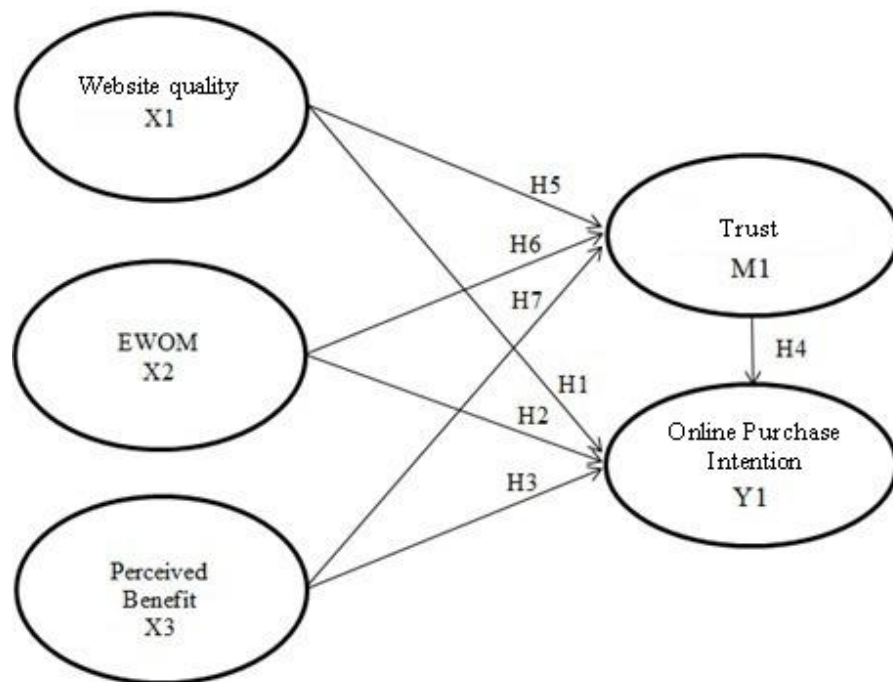 Website quality
X1
H5
Trust
M1
H6
H7
EWOM
X2
H4
H1
H2
Online Purchase
Intention
Y1
H3
Perceived
Benefit
X3